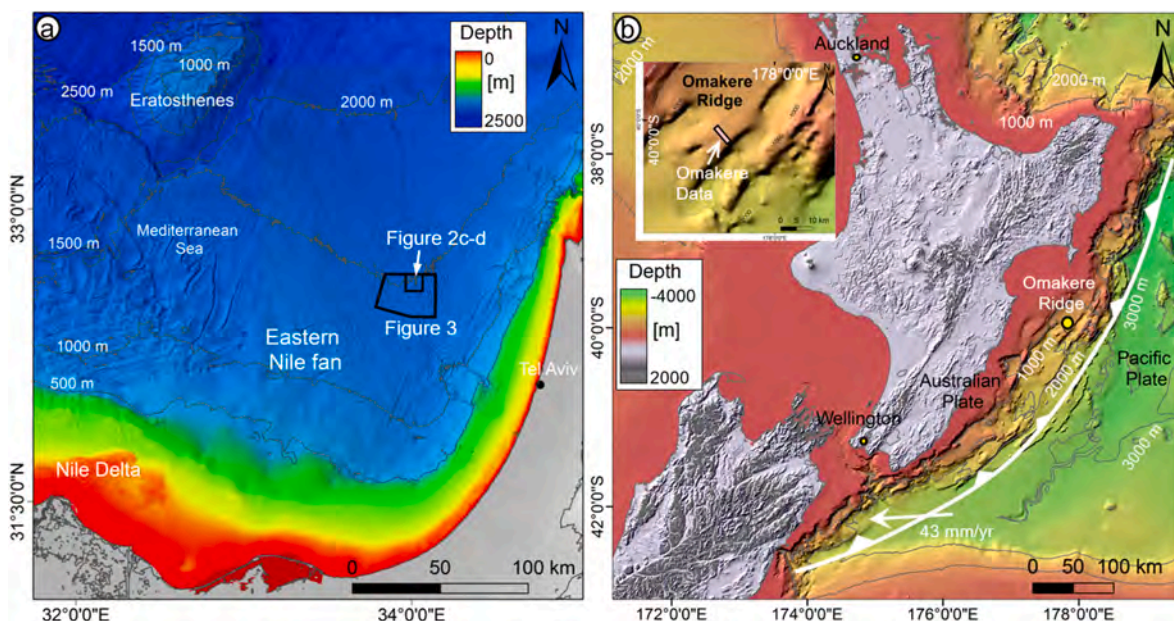 a
1500 m
1000 m
2500 m
Eratosthenes
2000 m
Depth
0
[m]
2500
N
33°0'0"N
Mediterranean
Sea
1500 m
Figure 2c-d
Figure 3
Eastern
Nile fan
1000 m
500 m
Tel Aviv
Nile Delta
31°30'0"N
0
50
100 km
32°0'0"E
34°0'0"E
b
2000 m
Auckland
N
178°0'0"E
Omakere
Ridge
40°0'0"S
Omakere
Data
0 5 10 km
2000 m
1000 m
38°0'0"S
Depth
-4000
[m]
2000
Omakere
Ridge
3000 m
40°0'0"S
1000 m
2000 m
Pacific
Plate
Australian
Plate
Wellington
3000 m
42°0'0"S
43 mm/yr
0
50
100 km
172°0'0"E
174°0'0"E
176°0'0"E
178°0'0"E